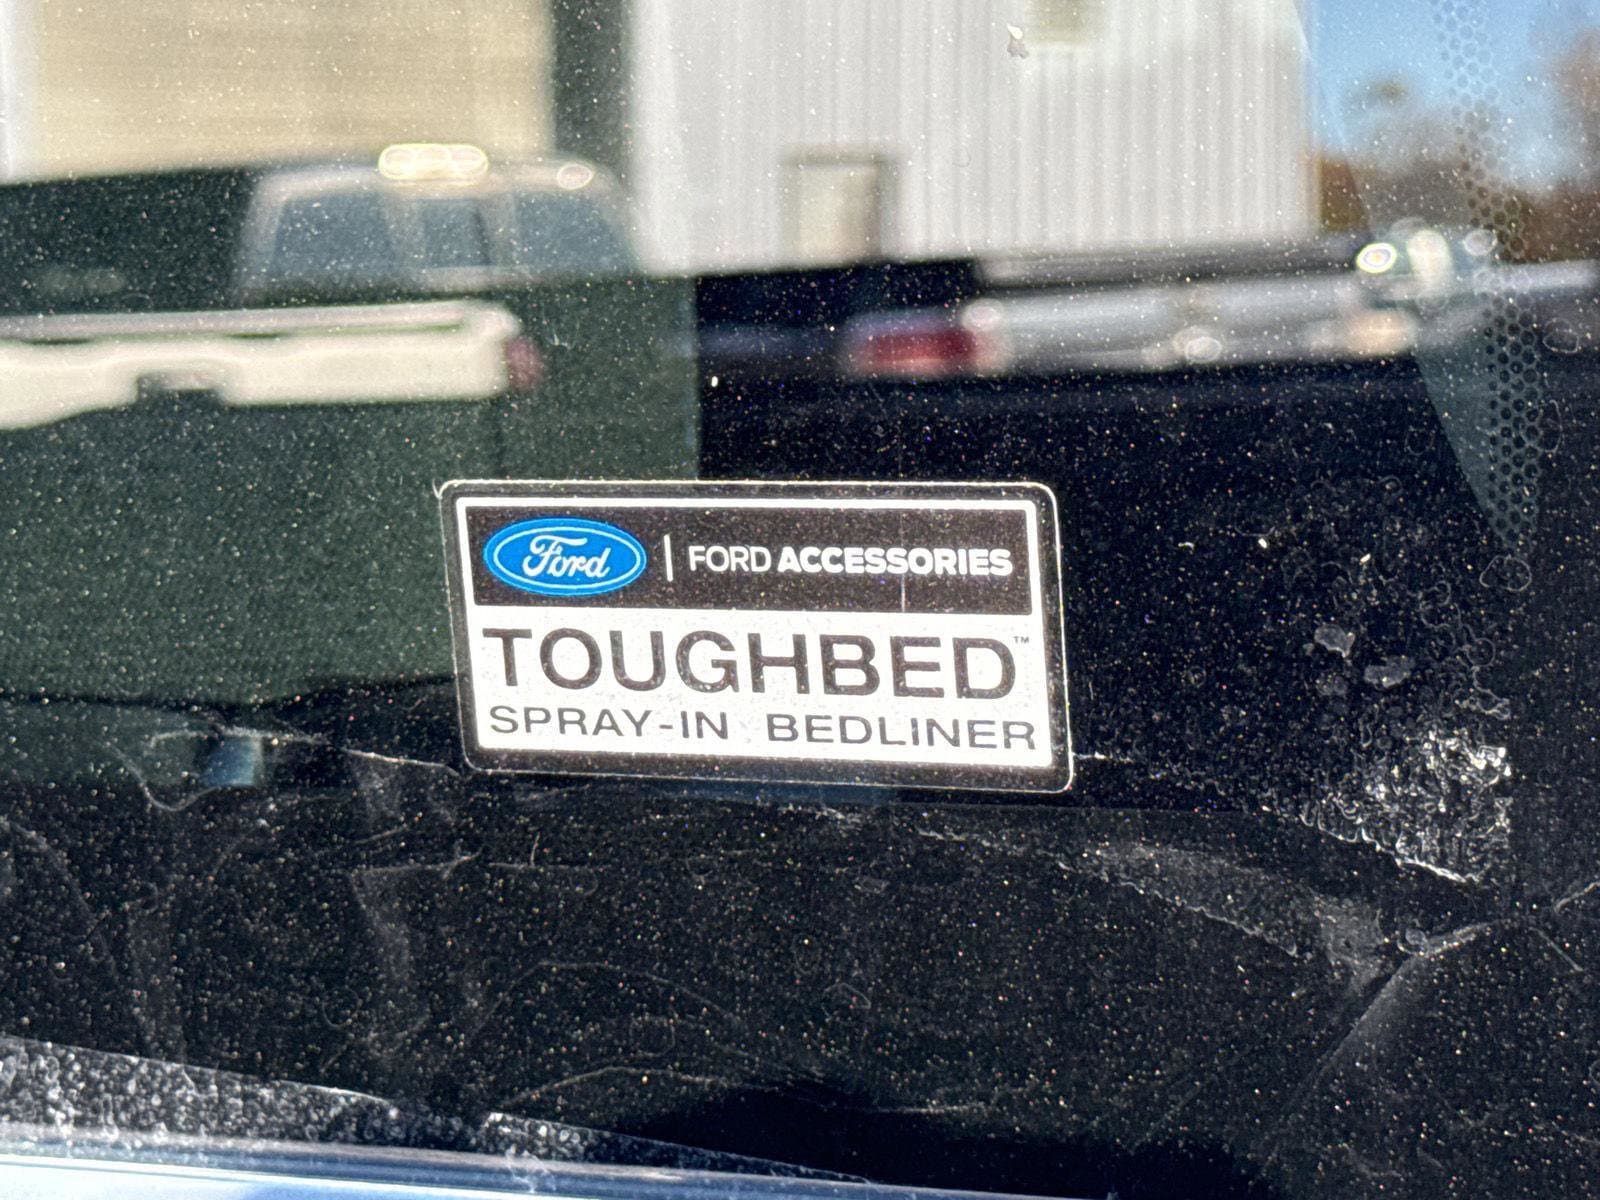 Ford | FORD ACCESSORIES
TOUGHBED™
SPRAY-IN BEDLINER